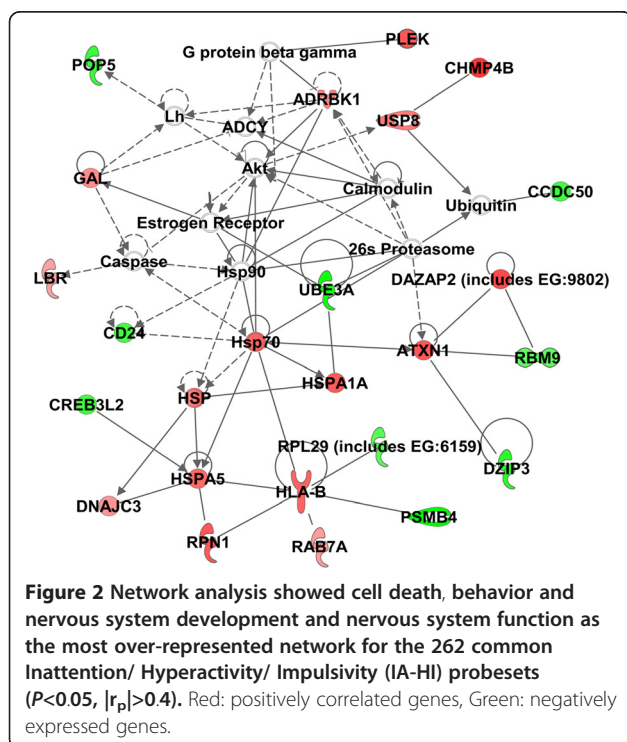 G protein beta gamma
PLEK
POP5
CHMP4B
ADRBK1
Lh
ADCY
USP8
Akt
GAL
Calmodulin
CCDC50
Ubiquitin
Estrogen Receptor
26s Proteasome
Caspase
Hsp90
LBR
UBE3A
DAZAP2 (includes EG:9802)
CD24
Hsp70
ATXN1
RBM9
HSPA1A
HSP
CREB3L2
RPL29 (includes EG:6159)
DZIP3
HSPA5
HLA-B
DNAJC3
PSMB4
RPN1
RAB7A
Figure 2 Network analysis showed cell death, behavior and
nervous system development and nervous system function as
the most over-represented network for the 262 common
Inattention/ Hyperactivity/ Impulsivity (IA-HI) probesets
(P<0.05, |rp|>0.4). Red: positively correlated genes, Green: negatively
expressed genes.